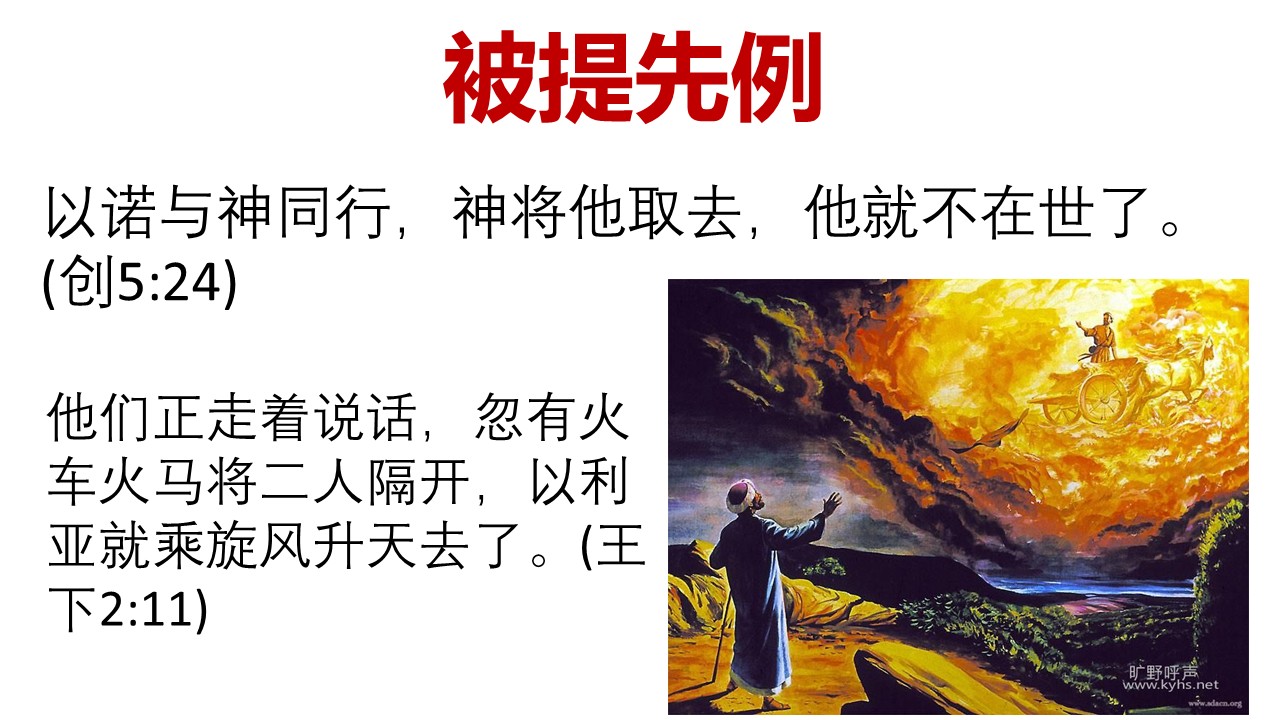 被提先例
以诺与神同行，神将他取去，他就不在世了。
(创5:24)
他们正走着说话，忽有火
车火马将二人隔开，以利
亚就乘旋风升天去了。(王
下2:11)
旷野呼声
www.kyhs.net
www.adacn.org